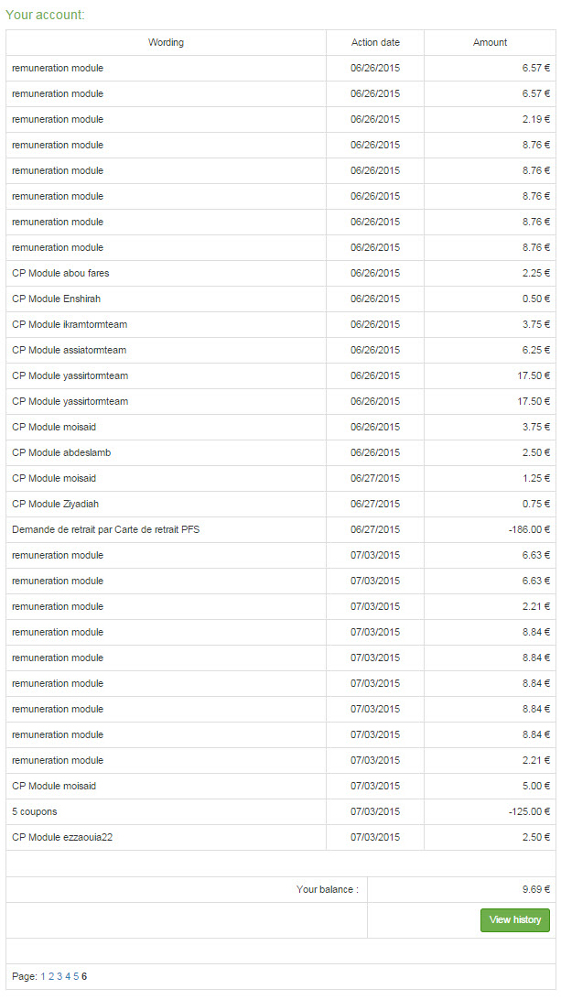 Your account:
Wording Action date Amount
remuneration module 06/26/2015 6.57 €
remuneration module 06/26/2015 6.57 €
remuneration module 06/26/2015 2.19 €
remuneration module 06/26/2015 8.76 €
remuneration module 06/26/2015 8.76 €
remuneration module 06/26/2015 8.76 €
remuneration module 06/26/2015 8.76 €
remuneration module 06/26/2015 8.76 €
CP Module abou fares 06/26/2015 2.25 €
CP Module Enshirah 06/26/2015 0.50 €
CP Module ikramtormteam 06/26/2015 3.75 €
CP Module assiatormteam 06/26/2015 6.25 €
CP Module yassirtormteam 06/26/2015 17.50 €
CP Module yassirtormteam 06/26/2015 17.50 €
CP Module moisaid 06/26/2015 3.75 €
CP Module abdeslamb 06/26/2015 2.50 €
CP Module moisaid 06/27/2015 1.25 €
CP Module Ziyadiah 06/27/2015 0.75 €
Demande de retrait par Carte de retrait PFS 06/27/2015 -186.00 €
remuneration module 07/03/2015 6.63 €
remuneration module 07/03/2015 6.63 €
remuneration module 07/03/2015 2.21 €
remuneration module 07/03/2015 8.84 €
remuneration module 07/03/2015 8.84 €
remuneration module 07/03/2015 8.84 €
remuneration module 07/03/2015 8.84 €
remuneration module 07/03/2015 8.84 €
remuneration module 07/03/2015 2.21 €
CP Module moisaid 07/03/2015 5.00 €
5 coupons 07/03/2015 -125.00 €
CP Module ezzaouia22 07/03/2015 2.50 €
Your balance : 9.69 €
View history
Page: 1 2 3 4 5 6